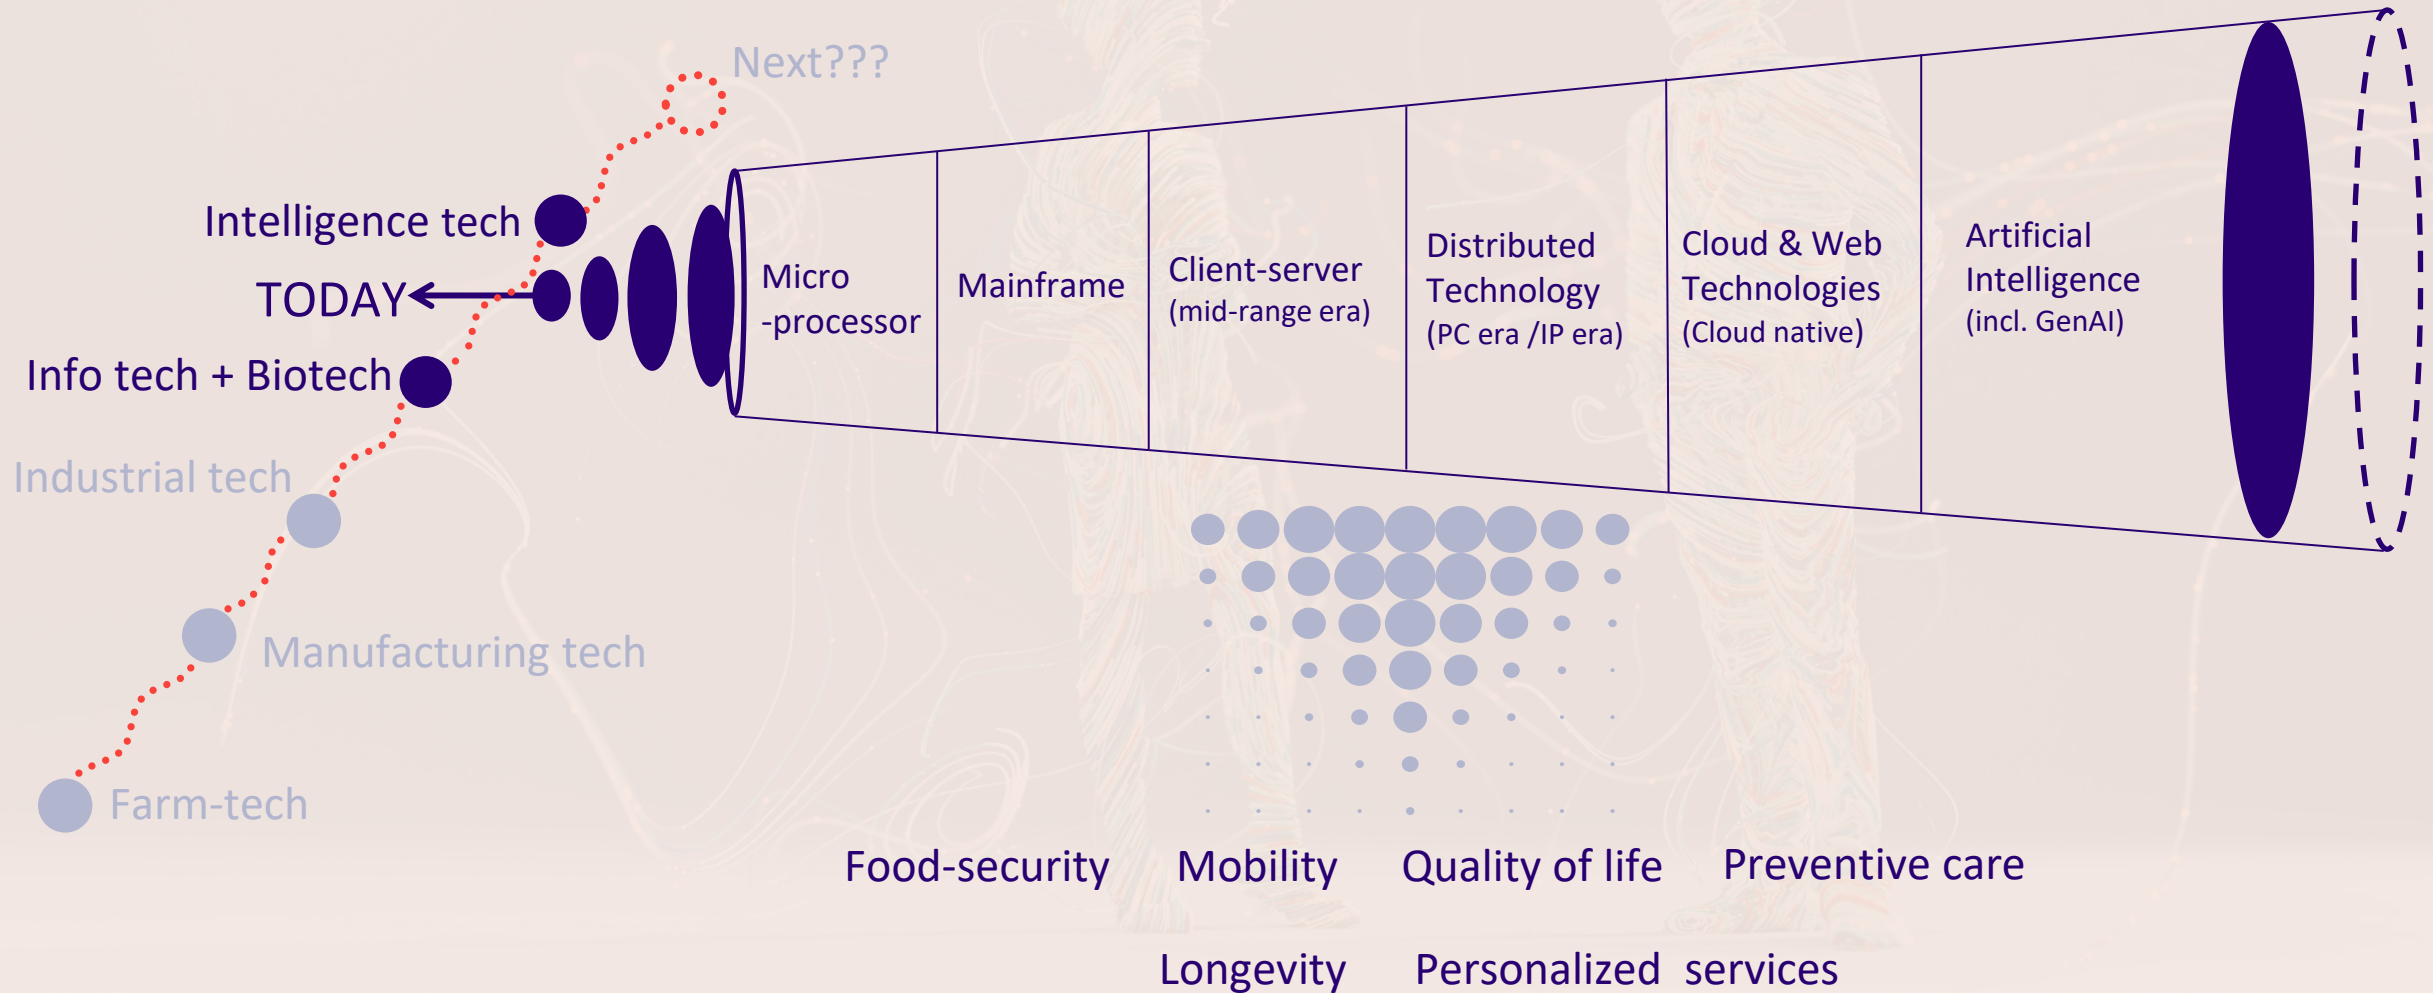 Next???
Intelligence tech
TODAY
Info tech + Biotech
Industrial tech
Manufacturing tech
Farm-tech
Micro
-processor
Mainframe
Client-server
(mid-range era)
Distributed
Technology
(PC era /IP era)
Cloud & Web
Technologies
(Cloud native)
Artificial
Intelligence
(incl. GenAI)
Food-security Mobility Quality of life Preventive care
Longevity Personalized services